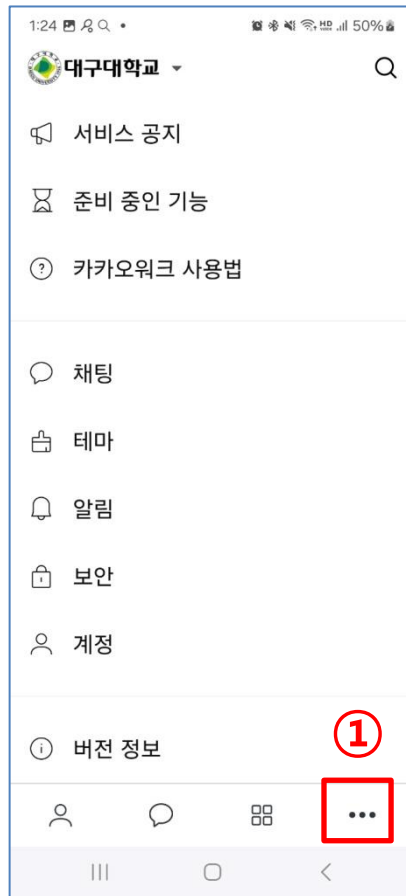 1:24 50%
대구대학교
서비스 공지
준비 중인 기능
? 카카오워크 사용법
채팅
테마
알림
보안
계정
버전 정보
①